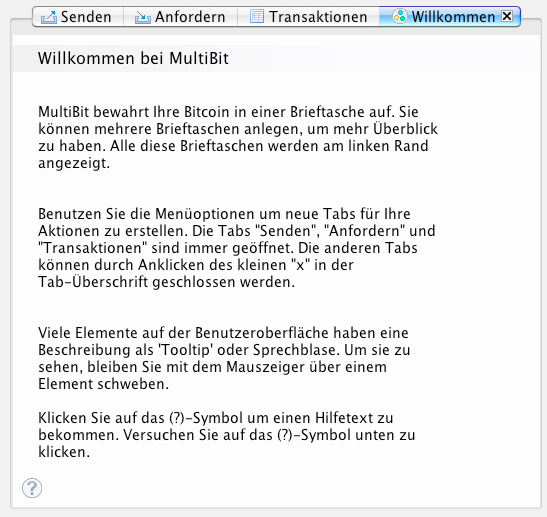 Senden Anfordern Transaktionen Willkommen
Willkommen bei MultiBit
MultiBit bewahrt Ihre Bitcoin in einer Brieftasche auf. Sie
können mehrere Brieftaschen anlegen, um mehr Überblick
zu haben. Alle diese Brieftaschen werden am linken Rand
angezeigt.
Benutzen Sie die Menüoptionen um neue Tabs für Ihre
Aktionen zu erstellen. Die Tabs "Senden", "Anfordern" und
"Transaktionen" sind immer geöffnet. Die anderen Tabs
können durch Anklicken des kleinen "x" in der
Tab-Überschrift geschlossen werden.
Viele Elemente auf der Benutzeroberfläche haben eine
Beschreibung als 'Tooltip' oder Sprechblase. Um sie zu
sehen, bleiben Sie mit dem Mauszeiger über einem
Element schweben.
Klicken Sie auf das (?)-Symbol um einen Hilfetext zu
bekommen. Versuchen Sie auf das (?)-Symbol unten zu
klicken.
?